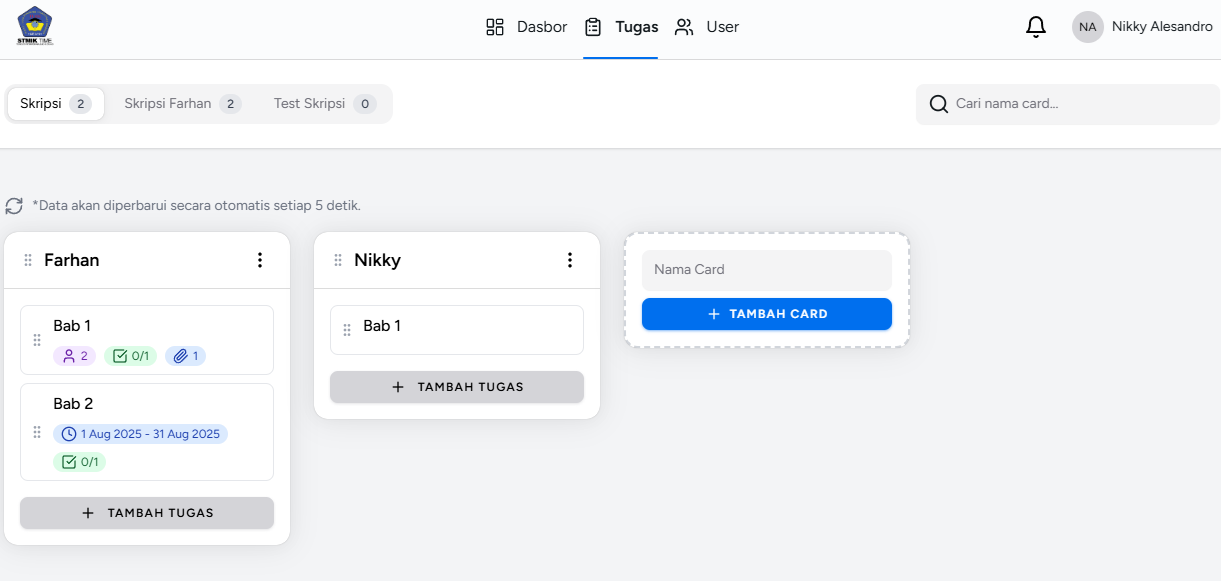 STMIK TIME
Dasbor
Tugas
User
NA
Nikky Alesandro
Skripsi 2
Skripsi Farhan 2
Test Skripsi 0
Cari nama card...
*Data akan diperbarui secara otomatis setiap 5 detik.
Farhan
Bab 1
2
0/1
1
Bab 2
1 Aug 2025 - 31 Aug 2025
0/1
+ TAMBAH TUGAS
Nikky
Bab 1
+ TAMBAH TUGAS
Nama Card
+ TAMBAH CARD